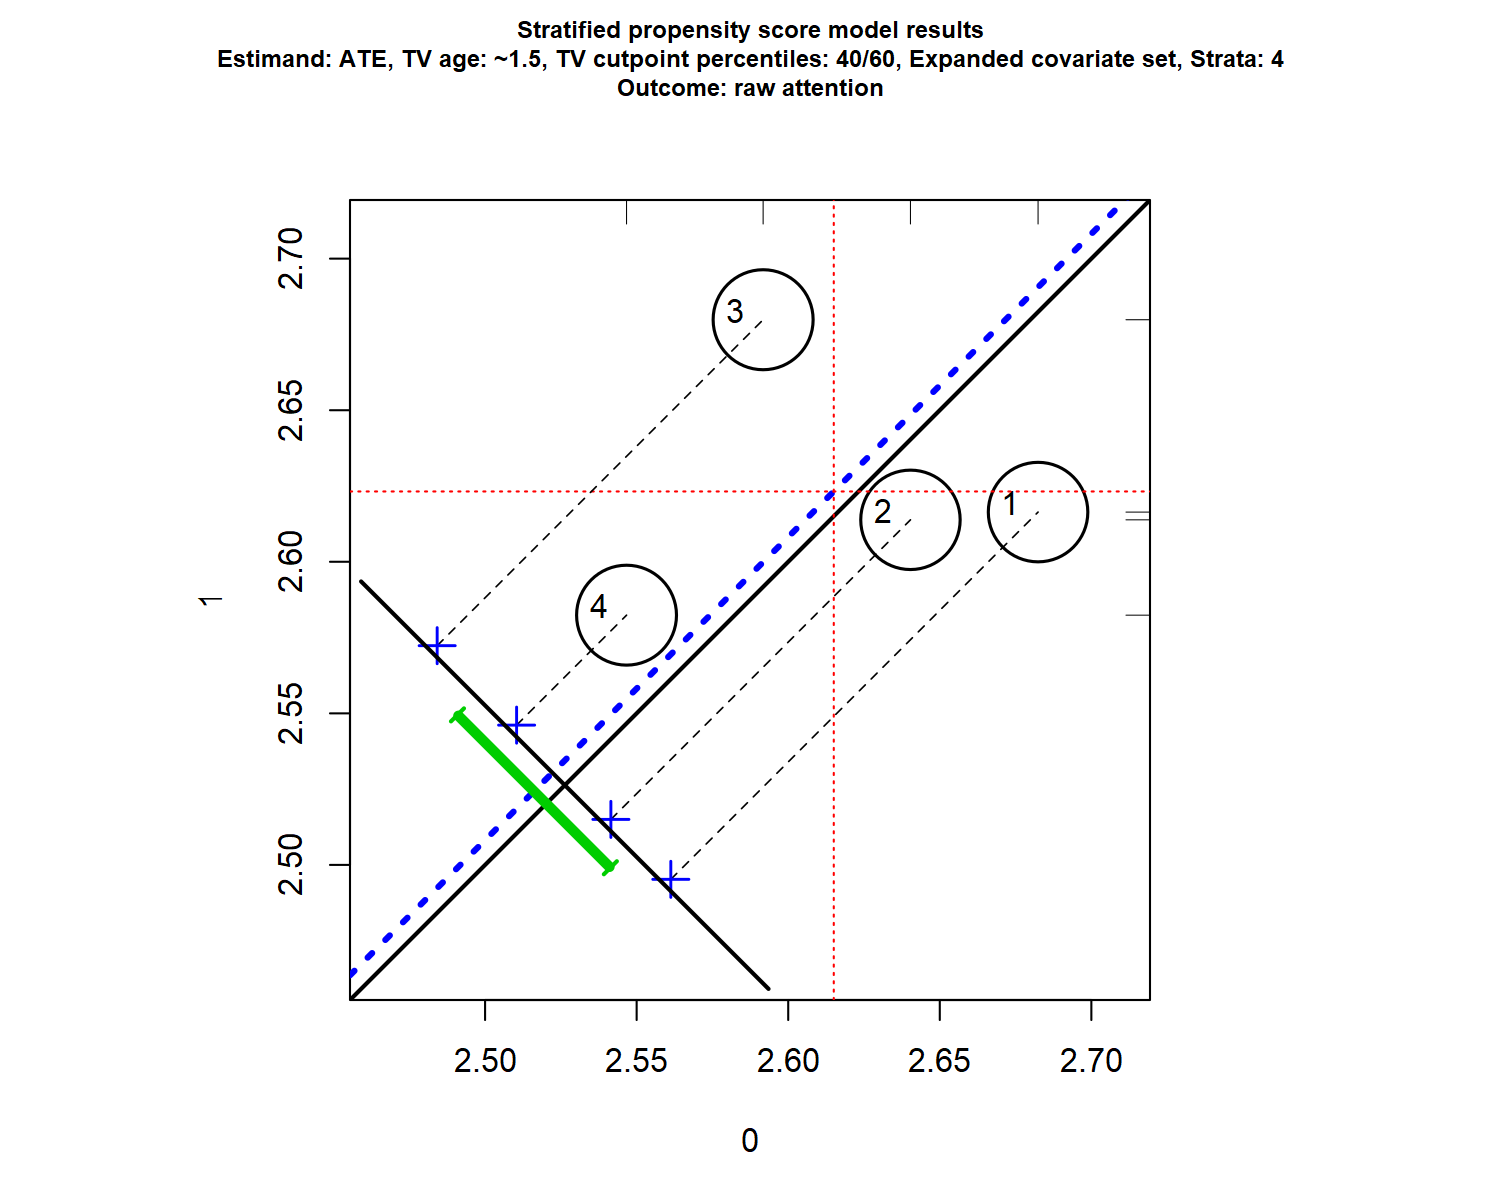 Stratified propensity score model results
Estimand: ATE, TV age: ~1.5, TV cutpoint percentiles: 40/60, Expanded covariate set, Strata: 4
Outcome: raw attention
2.70
2.65
2.60
2.55
2.50
1
3
2
1
4
2.50 2.55 2.60 2.65 2.70
0